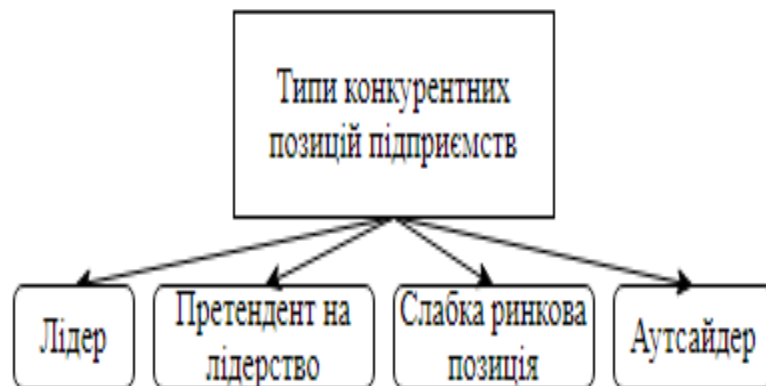 Типи конкурентних
позицій підприємств
Лідер
Претендент на
лідерство
Слабка ринкова
позиція
Аутсайдер